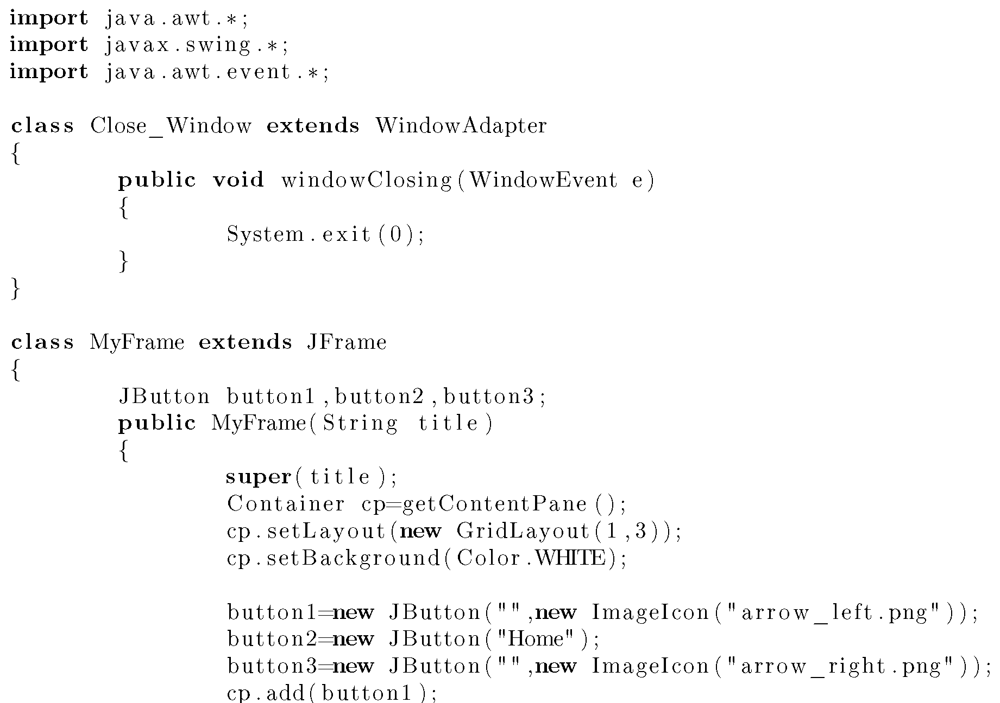 import java.awt.*;
import javax.swing.*;
import java.awt.event.*;

class Close_Window extends WindowAdapter
{
        public void windowClosing(WindowEvent e)
        {
                System.exit(0);
        }
}

class MyFrame extends JFrame
{
        JButton button1,button2,button3;
        public MyFrame(String title)
        {
                super(title);
                Container cp=getContentPane();
                cp.setLayout(new GridLayout(1,3));
                cp.setBackground(Color.WHITE);

                button1=new JButton("",new ImageIcon("arrow_left.png"));
                button2=new JButton("Home");
                button3=new JButton("",new ImageIcon("arrow_right.png"));
                cp.add(button1);